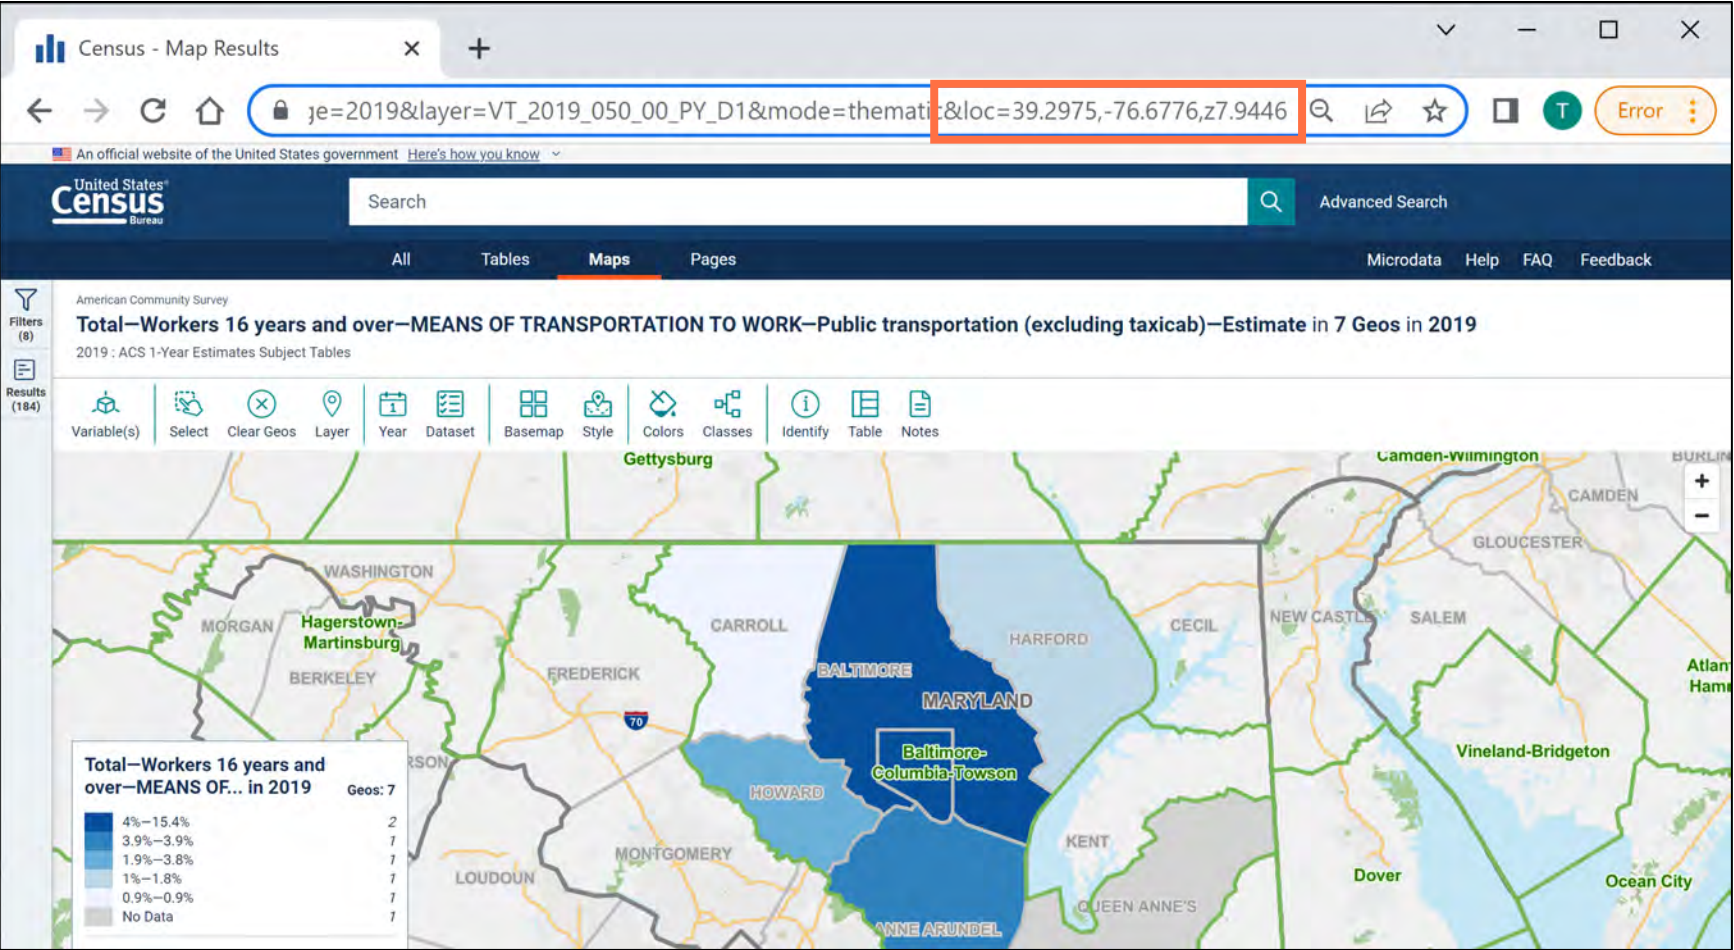 Census - Map Results
ge=2019&layer=VT_2019_050_00_PY_D1&mode=thematic&loc=39.2975,-76.6776,z7.9446
T
Error
An official website of the United States government Here's how you know
United States®
Census
Bureau
Search
Advanced Search
All Tables Maps Pages
Microdata Help FAQ Feedback
Filters
(8)
Results
(184)
American Community Survey
Total—Workers 16 years and over—MEANS OF TRANSPORTATION TO WORK—Public transportation (excluding taxicab)—Estimate in 7 Geos in 2019
2019 : ACS 1-Year Estimates Subject Tables
Variable(s) Select Clear Geos Layer Year Dataset Basemap Style Colors Classes Identify Table Notes
Gettysburg
Camden-Wilmington
BURLIN
CAMDEN
GLOUCESTER
WASHINGTON
MORGAN
Hagerstown-
Martinsburg
BERKELEY
FREDERICK
CARROLL
BALTIMORE
HARFORD
CECIL
NEW CASTLE
SALEM
Atlan
Ham
MARYLAND
70
Baltimore-
Columbia-Towson
Vineland-Bridgeton
RSON
HOWARD
MONTGOMERY
LOUDOUN
KENT
Dover
Ocean City
QUEEN ANNE'S
ANNE ARUNDEL
Total—Workers 16 years and
over—MEANS OF... in 2019 Geos: 7
4%—15.4% 2
3.9%—3.9% 1
1.9%—3.8% 1
1%—1.8% 1
0.9%—0.9% 1
No Data 1